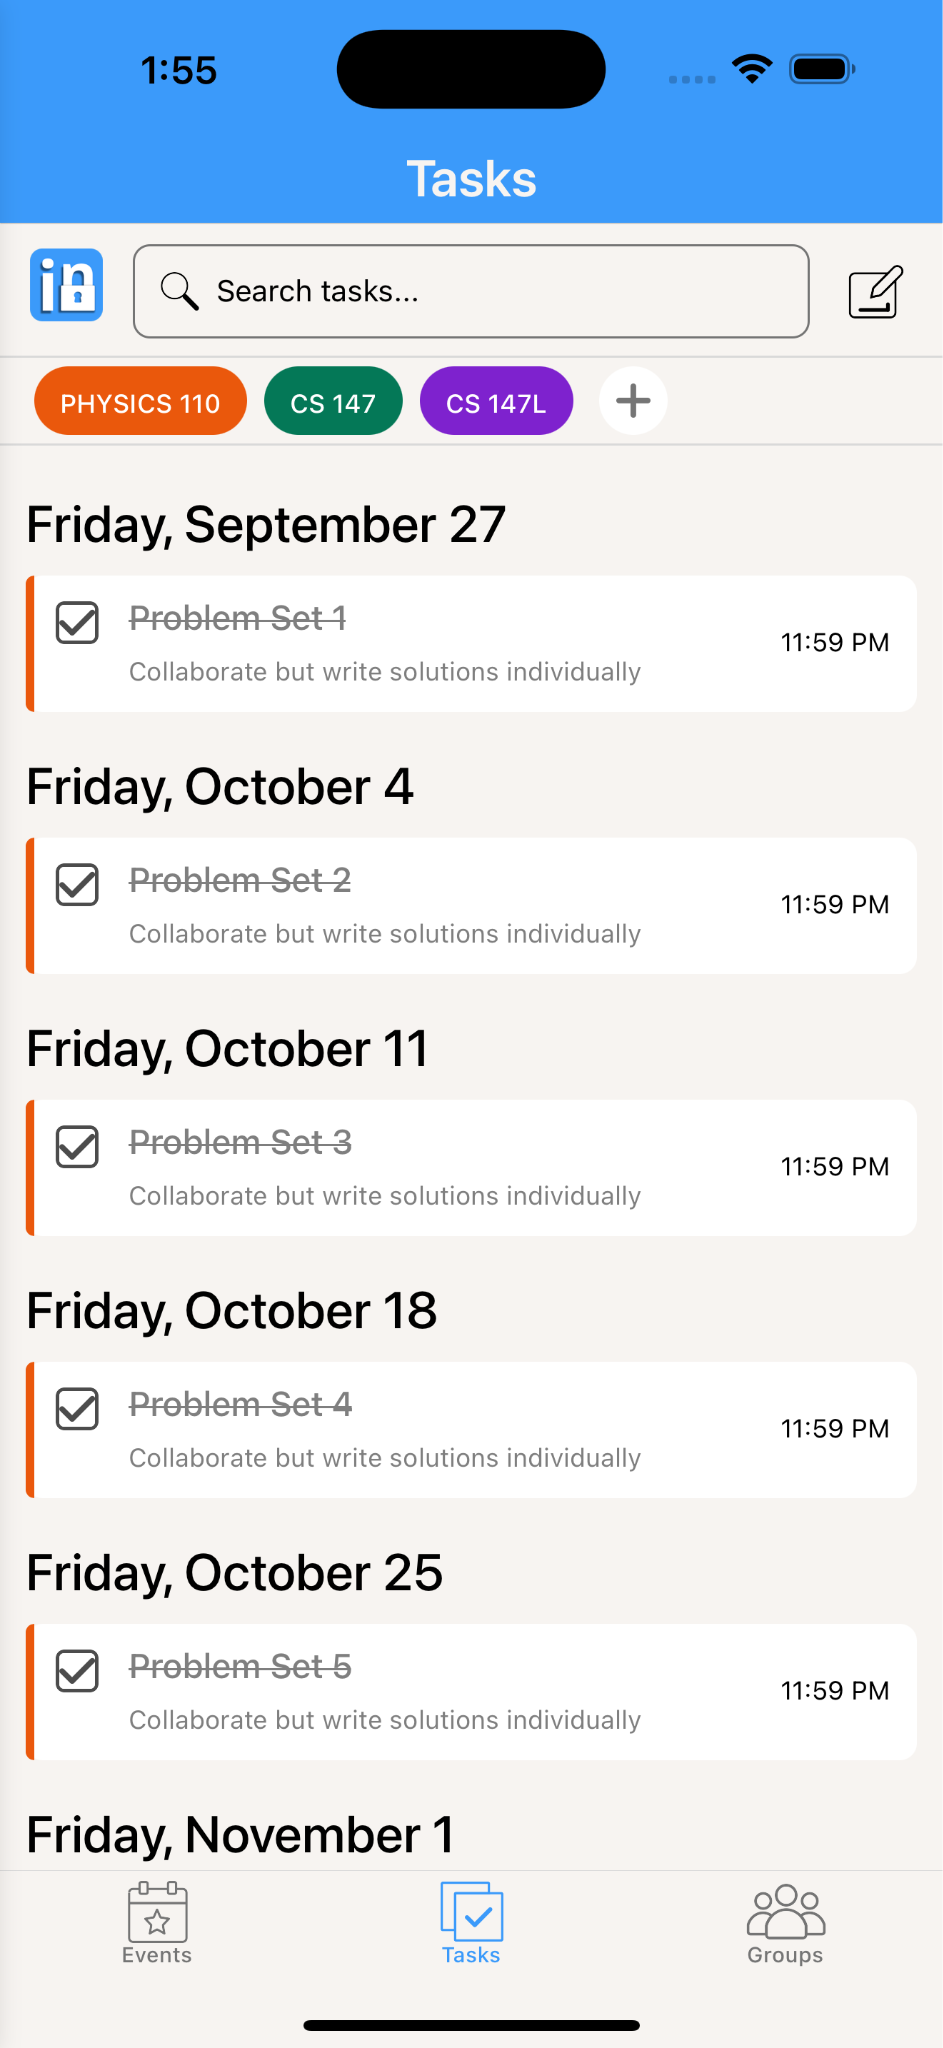 1:55
Tasks
in
Search tasks...
PHYSICS 110 CS 147 CS 147L
Friday, September 27
Problem Set 1
Collaborate but write solutions individually
11:59 PM
Friday, October 4
Problem Set 2
Collaborate but write solutions individually
11:59 PM
Friday, October 11
Problem Set 3
Collaborate but write solutions individually
11:59 PM
Friday, October 18
Problem Set 4
Collaborate but write solutions individually
11:59 PM
Friday, October 25
Problem Set 5
Collaborate but write solutions individually
11:59 PM
Friday, November 1
Events Tasks Groups